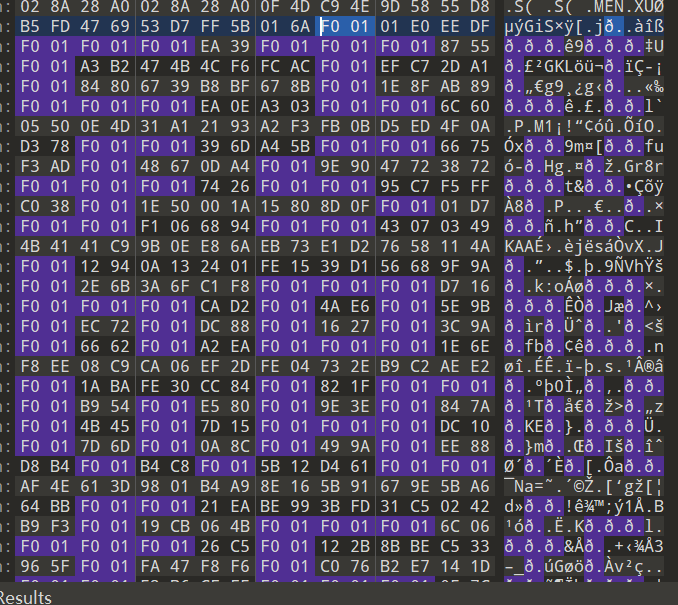 02 8A 28 A0 02 8A 28 A0 0F 4D C9 4E 9D 58 55 D8 .S( .S( .MÉN.XUØ
: B5 FD 47 69 53 D7 FF 5B 01 6A F0 01 01 E0 EE DF µýGiS×ÿ[.jð..àîß
: F0 01 F0 01 F0 01 EA 39 F0 01 F0 01 F0 01 87 55 ð.ð.ð.ê9ð.ð.ð.‡U
: F0 01 A3 B2 47 4B 4C F6 FC AC F0 01 EF C7 2D A1 ð.£²GKLöü¬ð.ïÇ-¡
: F0 01 84 80 67 39 B8 BF 67 8B F0 01 1E 8F AB 89 ð.„€g9¸¿g‹ð...«‰
: F0 01 F0 01 F0 01 EA 0E A3 03 F0 01 F0 01 6C 60 ð.ð.ð.ê.£.ð.ð.l`
: 05 50 0E 4D 31 A1 21 93 A2 F3 FB 0B D5 ED 4F 0A .P.M1¡!“¢óû.ÕíO.
: D3 78 F0 01 F0 01 39 6D A4 5B F0 01 F0 01 66 75 Óxð.ð.9m¤[ð.ð.fu
: F3 AD F0 01 48 67 0D A4 F0 01 9E 90 47 72 38 72 ó-ð.Hg.¤ð.ž.Gr8r
: F0 01 F0 01 F0 01 74 26 F0 01 F0 01 95 C7 F5 FF ð.ð.ð.t&ð.ð.•Çõÿ
: C0 38 F0 01 F0 01 1E 50 00 1A 15 80 8D 0F F0 01 01 D7
: F0 01 F0 01 F1 06 68 94 F0 01 F0 01 43 07 03 49 ð.ð.ñ.h”ð.ð.C..I
: 4B 41 41 C9 9B 0E E8 6A EB 73 E1 D2 76 58 11 4A KAAÉ›.èjësáÒvX.J
: F0 01 12 94 0A 13 24 01 FE 15 39 D1 56 68 9F 9A ð..”..$.þ.9ÑVhŸš
: F0 01 2E 6B 3A 6F C1 F8 F0 01 F0 01 F0 01 D7 16 ð..k:oÁøð.ð.ð.×.
: F0 01 F0 01 F0 01 CA D2 F0 01 4A E6 F0 01 5E 9B ð.ð.ð.ÊÒð.Jæð.^›
: F0 01 EC 72 F0 01 DC 88 F0 01 16 27 F0 01 3C 9A ð.ìrð.Üˆð..'ð.<š
: F0 01 66 62 F0 01 A2 EA F0 01 F0 01 F0 01 1E 6E ð.fbð.¢êð.ð.ð..n
: F8 EE 08 C9 CA 06 EF 2D FE 04 73 2E B9 C2 AE E2 øî.ÉÊ.ï-þ.s.¹Â®â
: F0 01 1A BA FE 30 CC 84 F0 01 82 1F F0 01 F0 01 ð..ºþ0Ì„ð.‚.ð.ð.
: F0 01 B9 54 F0 01 E5 80 F0 01 9E 3E F0 01 84 7A ð.¹Tð.å€ð.ž>ð.„z
: F0 01 4B 45 F0 01 7D 15 F0 01 F0 01 F0 01 DC 10 ð.KEð.}.ð.ð.ð.Ü.
: F0 01 7D 6D F0 01 0A 8C F0 01 49 9A F0 01 EE 88 ð.}mð..Œð.Išð.îˆ
: D8 B4 F0 01 B4 C8 F0 01 5B 12 D4 61 F0 01 F0 01 Ø´ð.´Èð.[.Ôað.ð.
: AF 4E 61 3D 98 01 B4 A9 8E 16 5B 91 67 9E 5B A6 ¯Na=˜.´©Ž.[‘gž[¦
: 64 BB F0 01 F0 01 21 EA BE 99 3B FD 31 C5 02 42 d»ð.ð.!ê¾™;ý1Å.B
: B9 F3 F0 01 19 CB 06 4B F0 01 F0 01 F0 01 6C 06 ¹óð..Ë.Kð.ð.ð.l.
: F0 01 F0 01 F0 01 26 C5 F0 01 12 2B 8B BE C5 33 ð.ð.ð.&Åð..+‹¾Å3
: 96 5F F0 01 FA 47 F8 F6 F0 01 C0 76 B2 E7 14 1D –_ð.úGøöð.Àv²ç..
Results